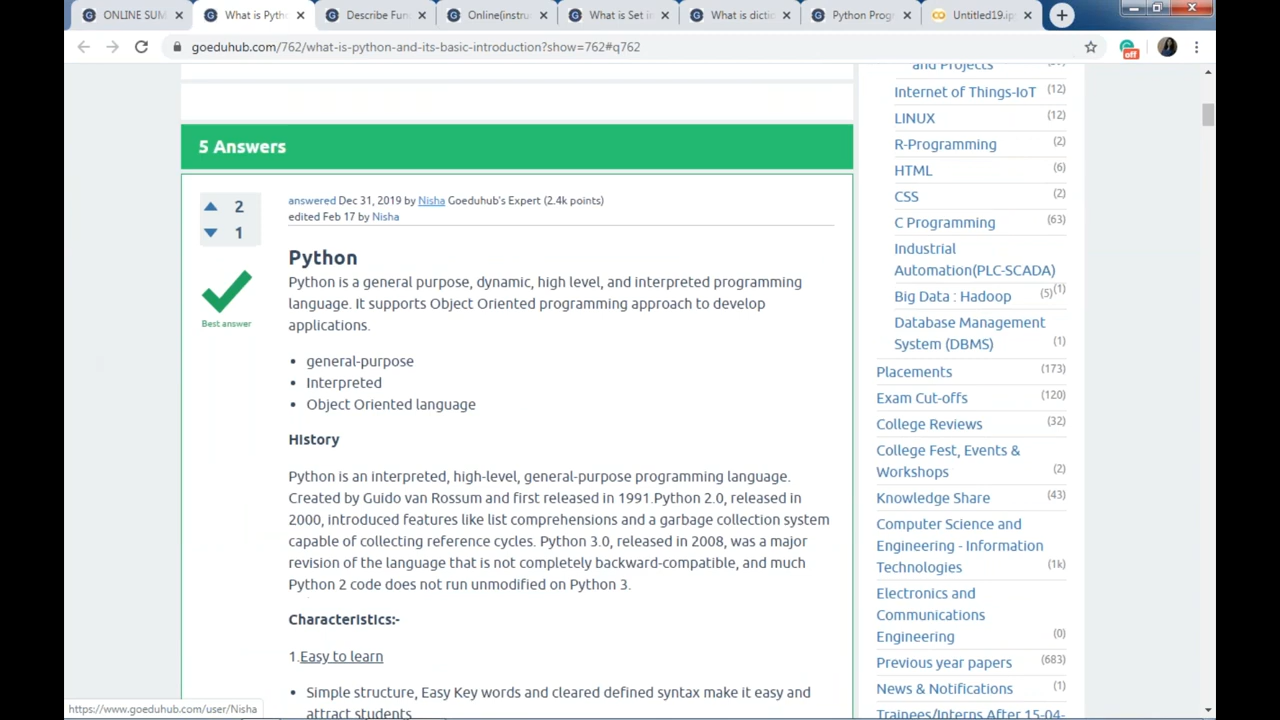 ONLINE SUM
What is Pyth
Describe Fun
Online(instru
What is Set in
What is dictio
Python Prog
Untitled19.ip
goeduhub.com/762/what-is-python-and-its-basic-introduction?show=762#q762
off
5 Answers
2
1
Best answer
answered Dec 31, 2019 by Nisha Goeduhub's Expert (2.4k points)
edited Feb 17 by Nisha
Python
Python is a general purpose, dynamic, high level, and interpreted programming
language. It supports Object Oriented programming approach to develop
applications.
• general-purpose
• Interpreted
• Object Oriented language
History
Python is an interpreted, high-level, general-purpose programming language.
Created by Guido van Rossum and first released in 1991.Python 2.0, released in
2000, introduced features like list comprehensions and a garbage collection system
capable of collecting reference cycles. Python 3.0, released in 2008, was a major
revision of the language that is not completely backward-compatible, and much
Python 2 code does not run unmodified on Python 3.
Characteristics:-
1.Easy to learn
• Simple structure, Easy Key words and cleared defined syntax make it easy and
attract students
and Projects
Internet of Things-IoT (12)
LINUX (12)
R-Programming (2)
HTML (6)
CSS (2)
C Programming (63)
Industrial
Automation(PLC-SCADA) (1)
Big Data : Hadoop (5)
Database Management
System (DBMS) (1)
Placements (173)
Exam Cut-offs (120)
College Reviews (32)
College Fest, Events &
Workshops (2)
Knowledge Share (43)
Computer Science and
Engineering - Information
Technologies (1k)
Electronics and
Communications
Engineering (0)
Previous year papers (683)
News & Notifications (1)
Trainees/Interns After 15-04-
https://www.goeduhub.com/user/Nisha